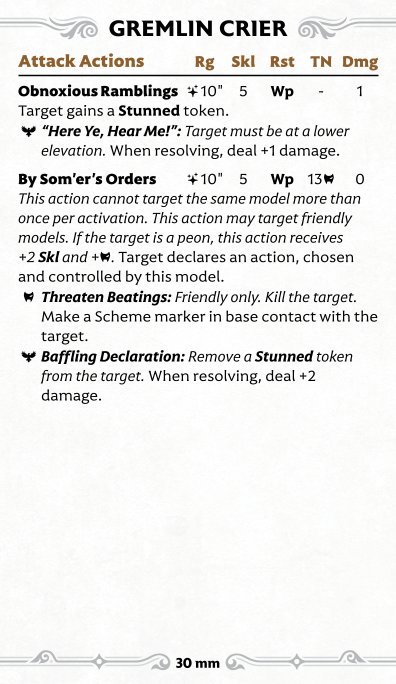 GREMLIN CRIER
Attack Actions Rg Skl Rst TN Dmg
Obnoxious Ramblings 10" 5 Wp - 1
Target gains a Stunned token.
"Here Ye, Hear Me!": Target must be at a lower
elevation. When resolving, deal +1 damage.
By Som'er's Orders 10" 5 Wp 13 0
This action cannot target the same model more than
once per activation. This action may target friendly
models. If the target is a peon, this action receives
+2 Skl and +. Target declares an action, chosen
and controlled by this model.
Threaten Beatings: Friendly only. Kill the target.
Make a Scheme marker in base contact with the
target.
Baffling Declaration: Remove a Stunned token
from the target. When resolving, deal +2
damage.
30 mm